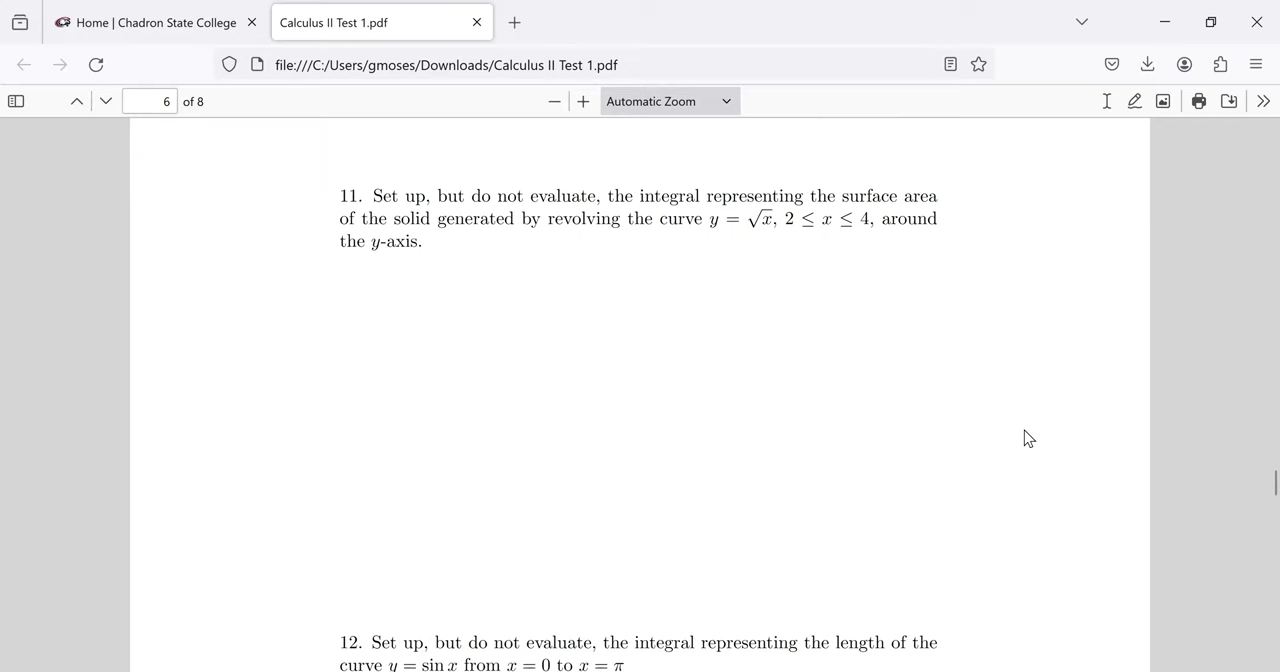 Home | Chadron State College
Calculus II Test 1.pdf
file:///C:/Users/gmoses/Downloads/Calculus II Test 1.pdf
6 of 8
Automatic Zoom
11. Set up, but do not evaluate, the integral representing the surface area
of the solid generated by revolving the curve y = √x, 2 ≤ x ≤ 4, around
the y-axis.
12. Set up, but do not evaluate, the integral representing the length of the
curve y = sin x from x = 0 to x = π